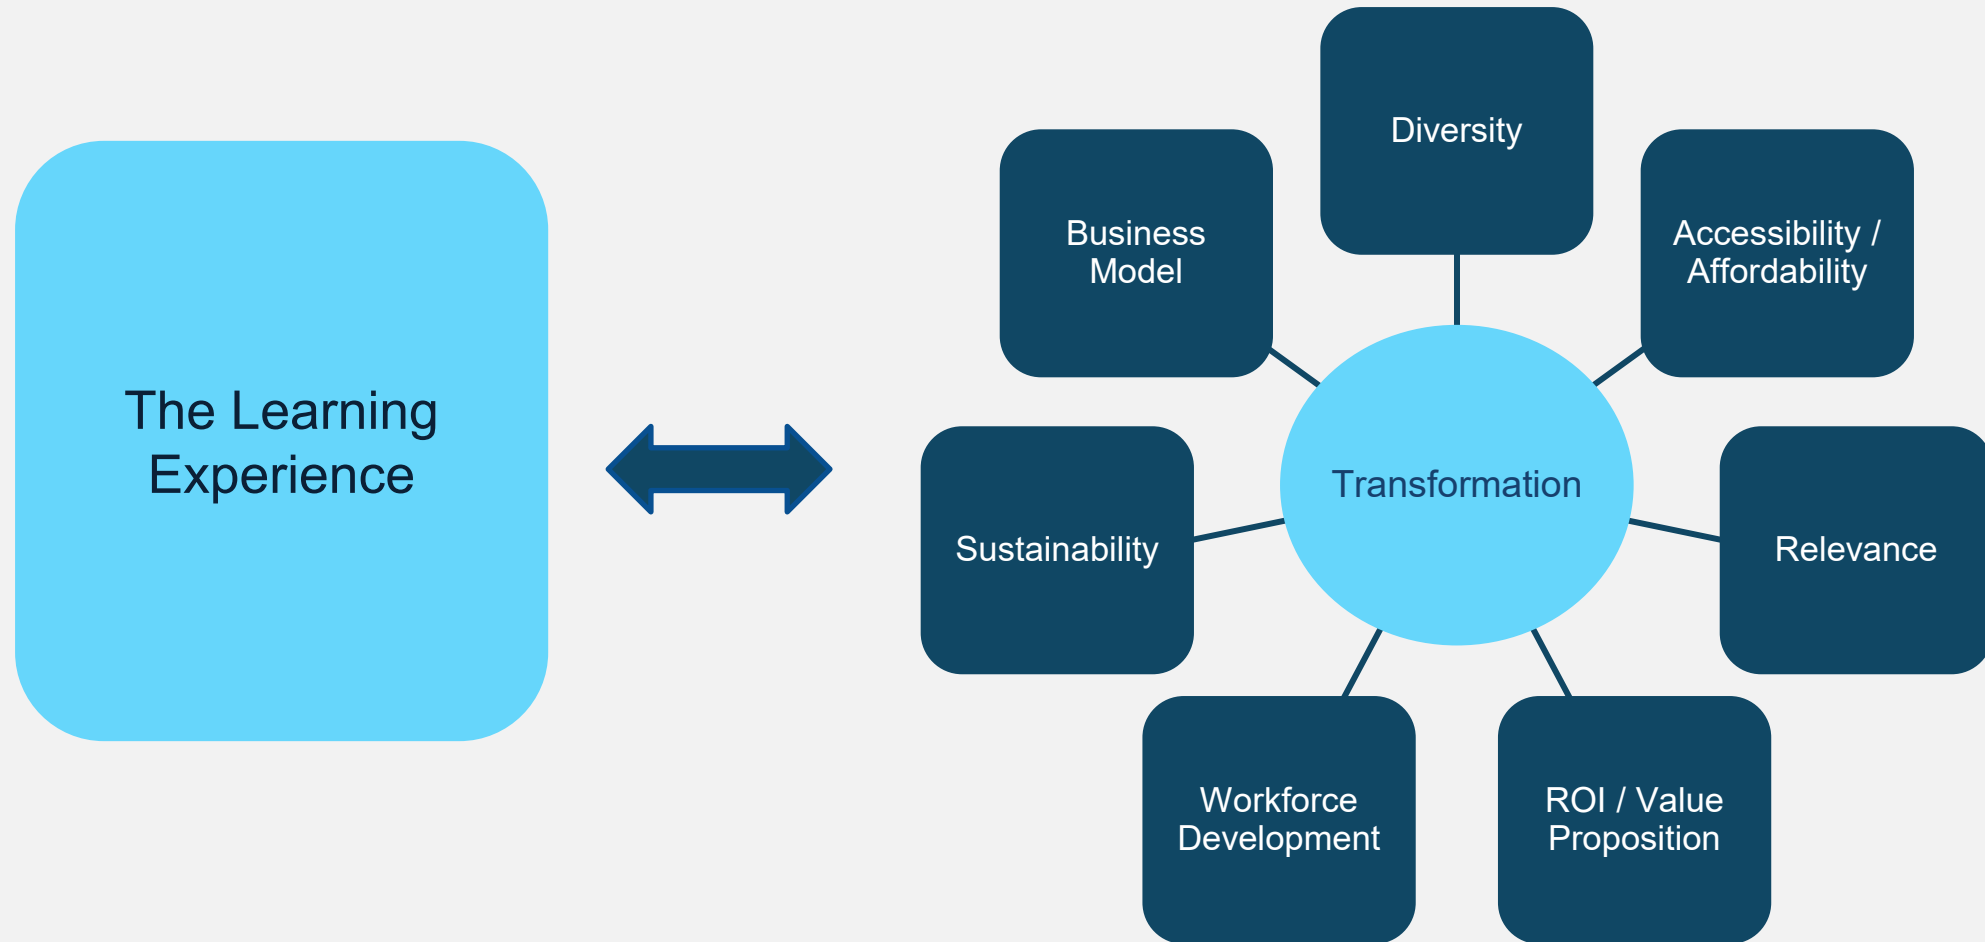 The Learning
Experience
Diversity
Business
Model
Accessibility /
Affordability
Transformation
Sustainability
Relevance
Workforce
Development
ROI / Value
Proposition